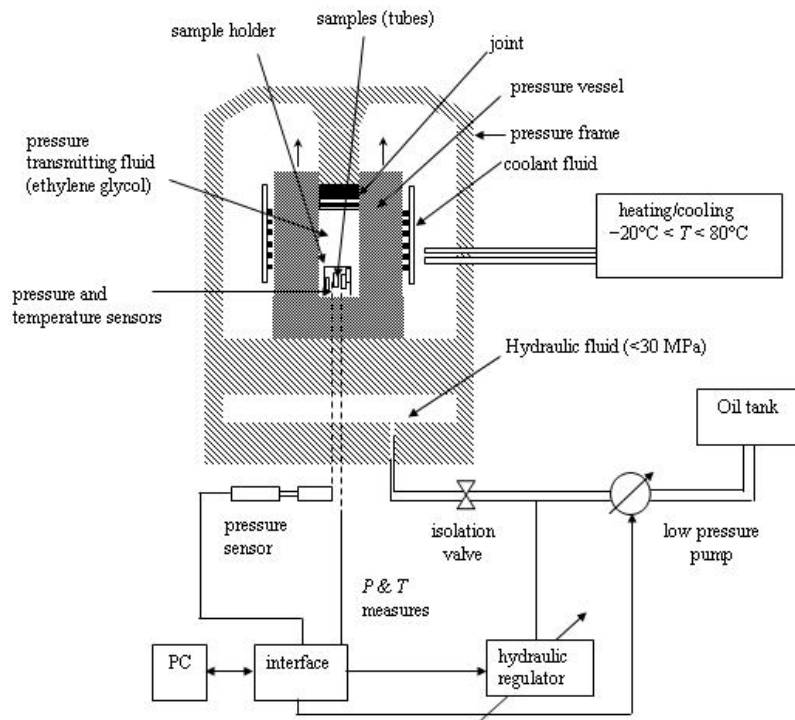 samples (tubes)
sample holder
joint
pressure vessel
pressure
transmitting fluid
(ethylene glycol)
pressure frame
coolant fluid
heating/cooling
−20°C < T < 80°C
pressure and
temperature sensors
Hydraulic fluid (<30 MPa)
Oil tank
pressure
sensor
isolation
valve
low pressure
pump
P & T
measures
PC
interface
hydraulic
regulator